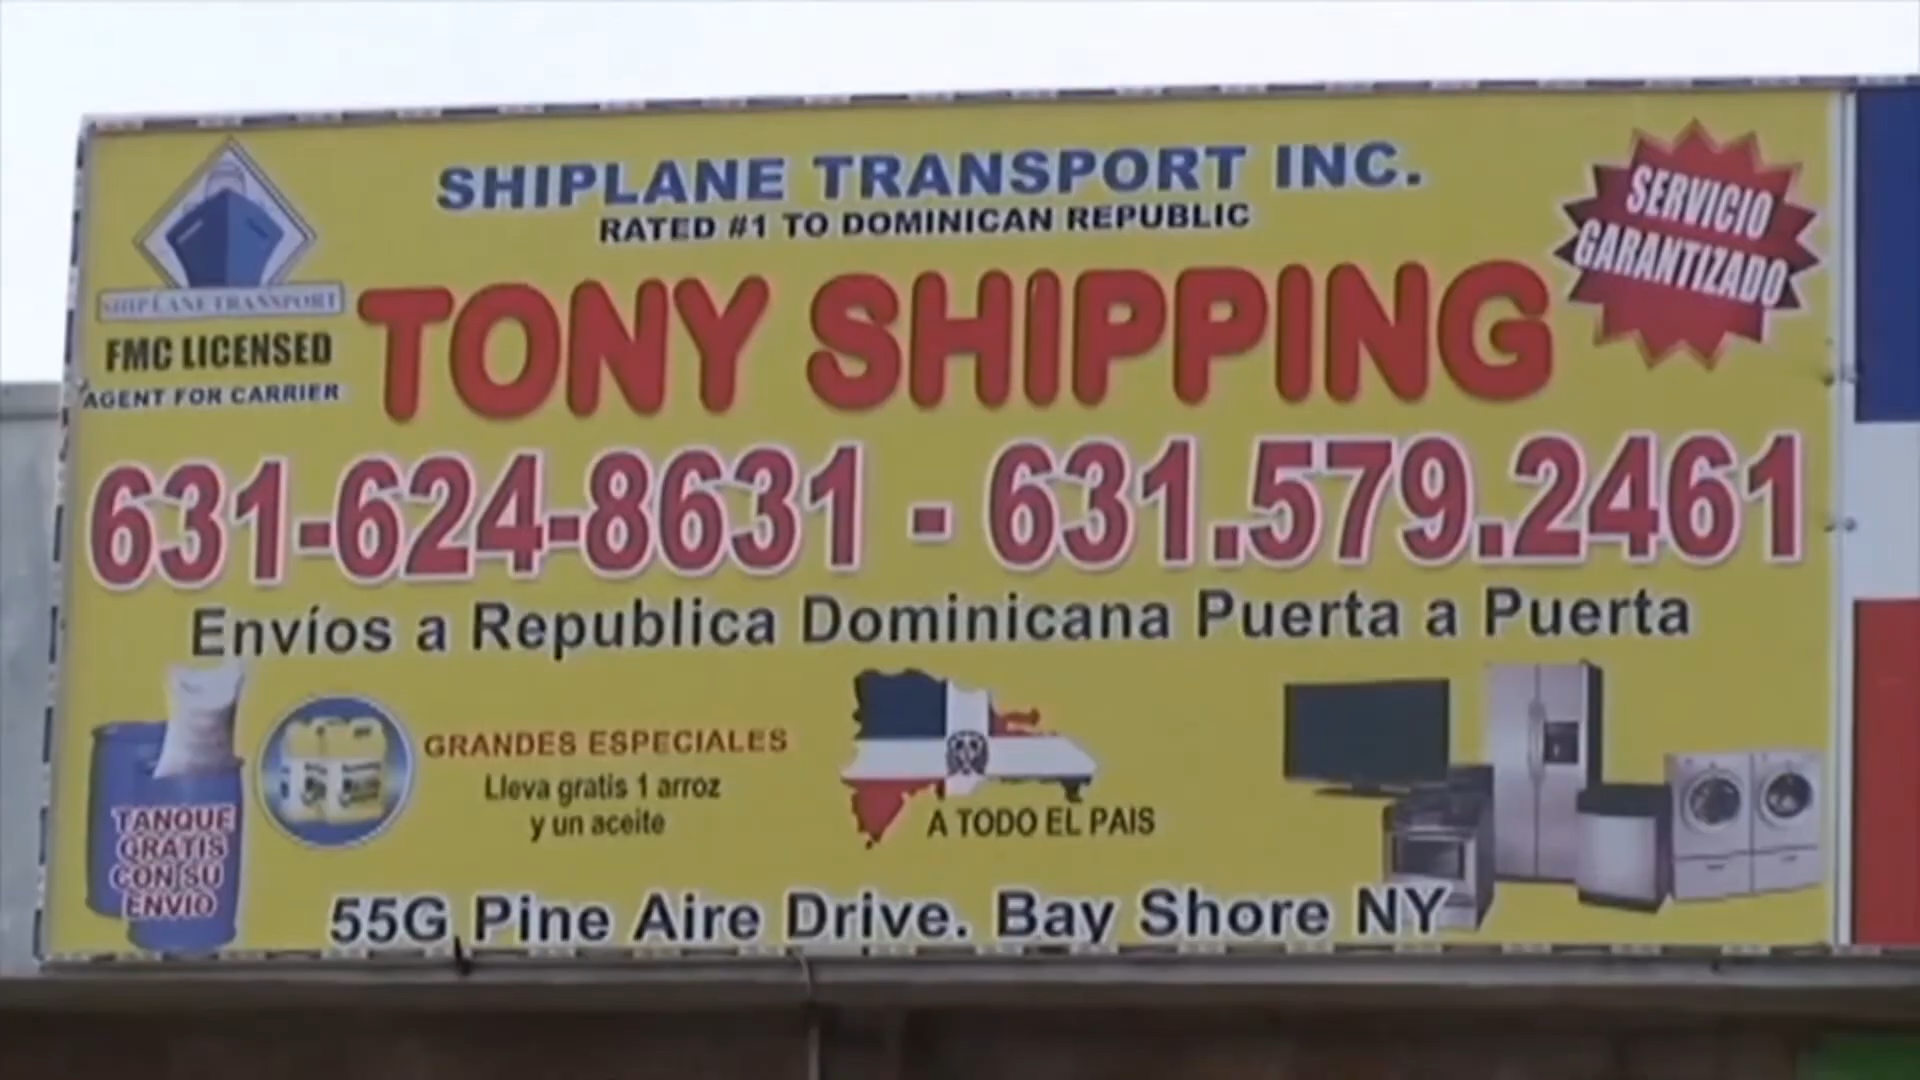 SHIPLANE TRANSPORT INC.
RATED #1 TO DOMINICAN REPUBLIC
SERVICIO
GARANTIZADO
SHIPLANE TRANSPORT
FMC LICENSED
AGENT FOR CARRIER
TONY SHIPPING
631-624-8631 - 631.579.2461
Envíos a Republica Dominicana Puerta a Puerta
GRANDES ESPECIALES
Lleva gratis 1 arroz
y un aceite
A TODO EL PAIS
TANQUE
GRATIS
CON SU
ENVIO
55G Pine Aire Drive. Bay Shore NY